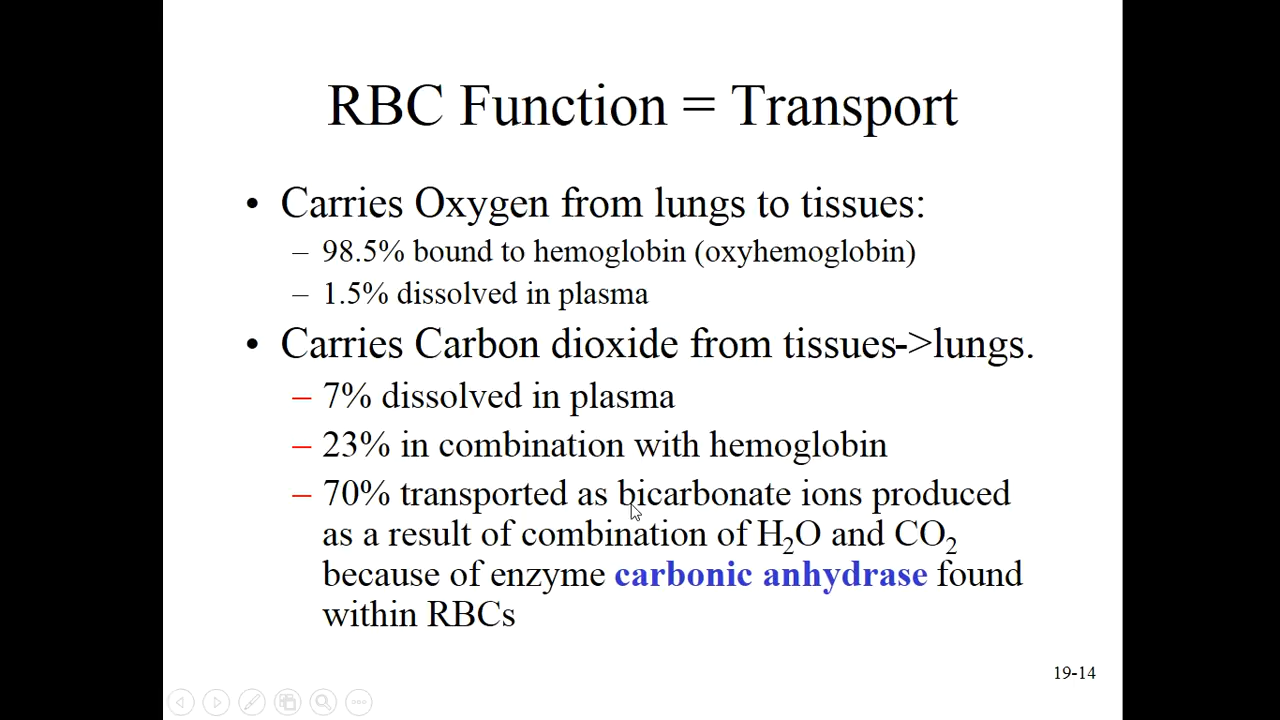 RBC Function = Transport
• Carries Oxygen from lungs to tissues:
– 98.5% bound to hemoglobin (oxyhemoglobin)
– 1.5% dissolved in plasma
• Carries Carbon dioxide from tissues->lungs.
– 7% dissolved in plasma
– 23% in combination with hemoglobin
– 70% transported as bicarbonate ions produced
as a result of combination of H₂O and CO₂
because of enzyme carbonic anhydrase found
within RBCs
19-14